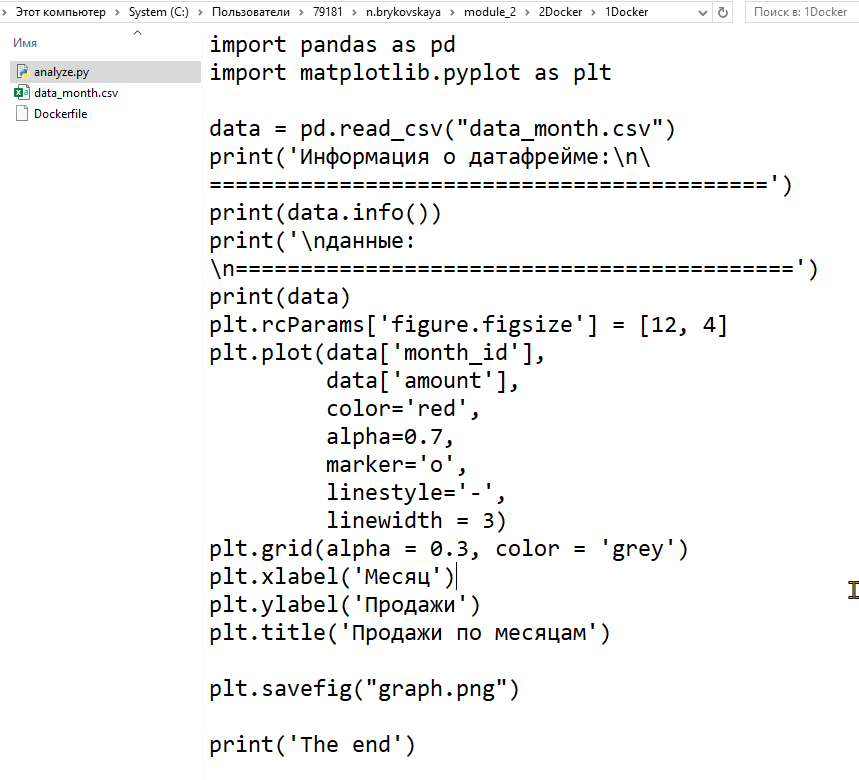 Этот компьютер > System (C:) > Пользователи > 79181 > n.brykovskaya > module_2 > 2Docker > 1Docker
Поиск в: 1Docker
Имя
analyze.py
data_month.csv
Dockerfile
import pandas as pd
import matplotlib.pyplot as plt
data = pd.read_csv("data_month.csv")
print('Информация о датафрейме:\n\
===========================================')
print(data.info())
print('\nданные:
\n===========================================')
print(data)
plt.rcParams['figure.figsize'] = [12, 4]
plt.plot(data['month_id'],
data['amount'],
color='red',
alpha=0.7,
marker='o',
linestyle='-',
linewidth = 3)
plt.grid(alpha = 0.3, color = 'grey')
plt.xlabel('Месяц')
plt.ylabel('Продажи')
plt.title('Продажи по месяцам')
plt.savefig("graph.png")
print('The end')